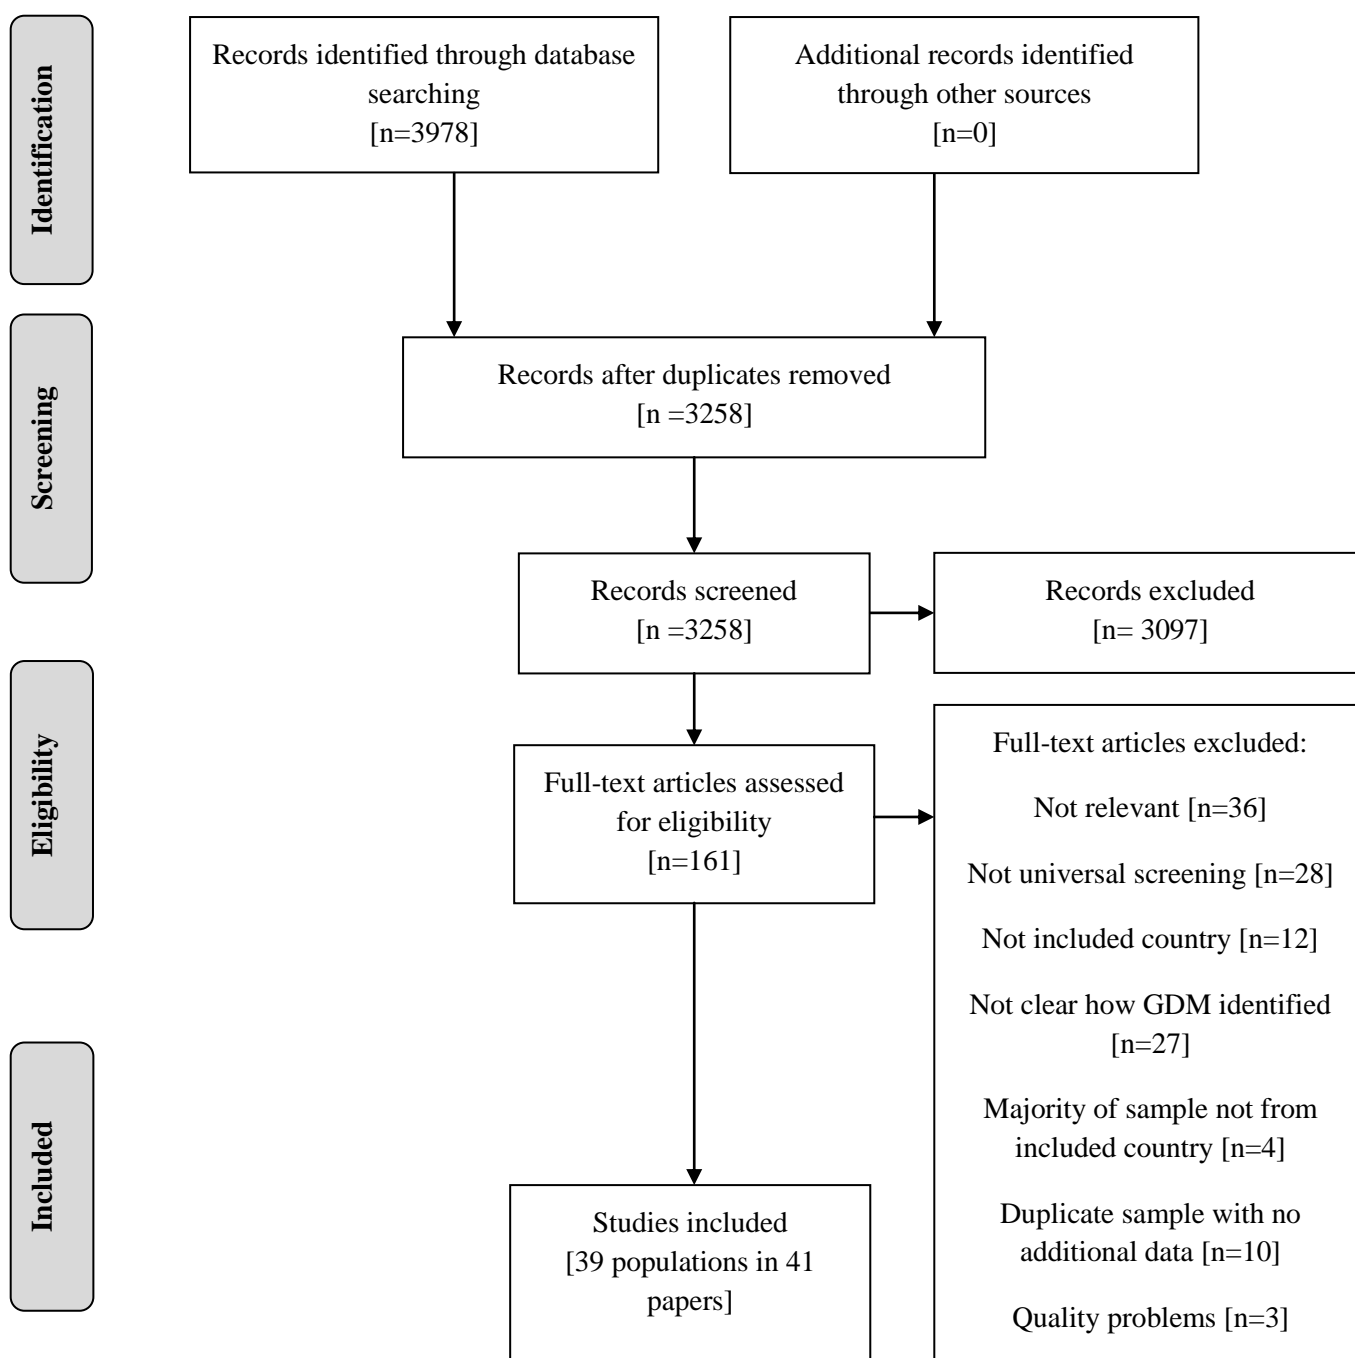 Identification
Records identified through database
searching
[n=3978]
Additional records identified
through other sources
[n=0]
Screening
Records after duplicates removed
[n =3258]
Records screened
[n =3258]
Records excluded
[n= 3097]
Eligibility
Full-text articles assessed
for eligibility
[n=161]
Full-text articles excluded:
Not relevant [n=36]
Not universal screening [n=28]
Not included country [n=12]
Not clear how GDM identified
[n=27]
Majority of sample not from
included country [n=4]
Duplicate sample with no
additional data [n=10]
Quality problems [n=3]
Included
Studies included
[39 populations in 41
papers]